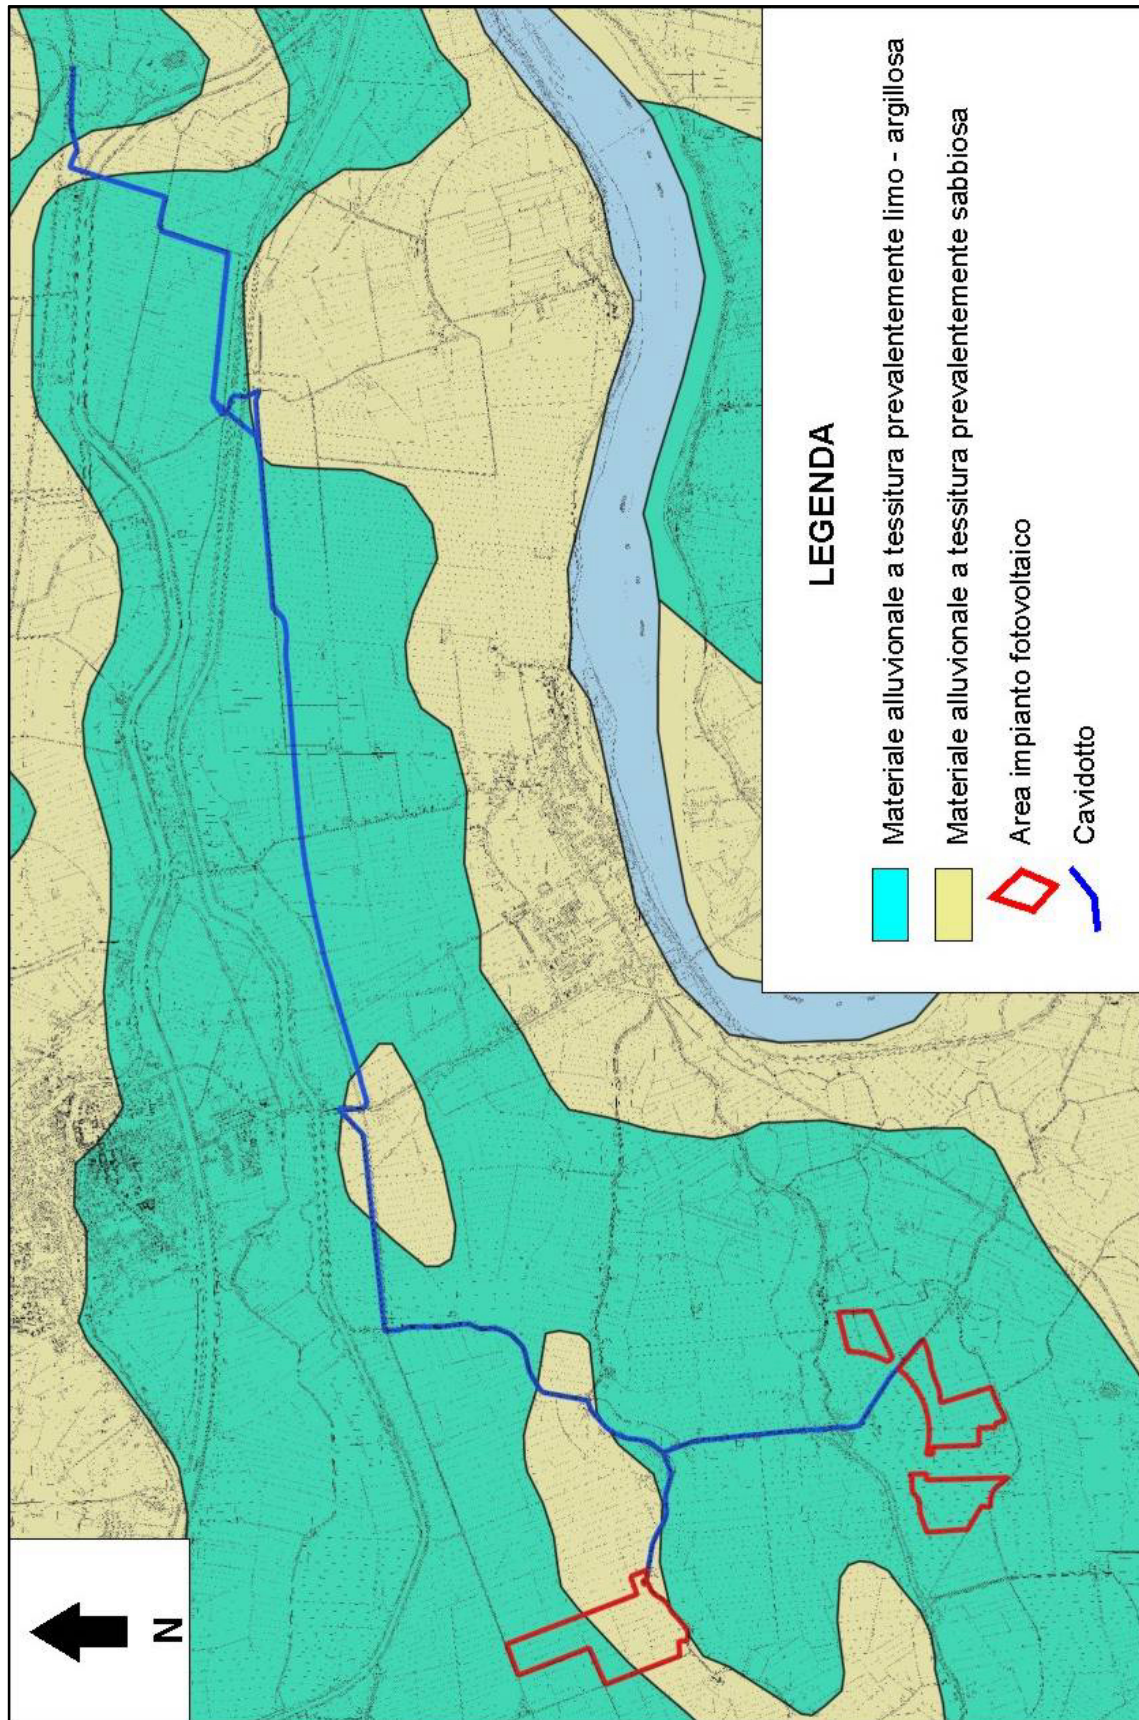 N
LEGENDA
Materiale alluvionale a tessitura prevalentemente limo - argillosa
Materiale alluvionale a tessitura prevalentemente sabbiosa
Area impianto fotovoltaico
Cavidotto